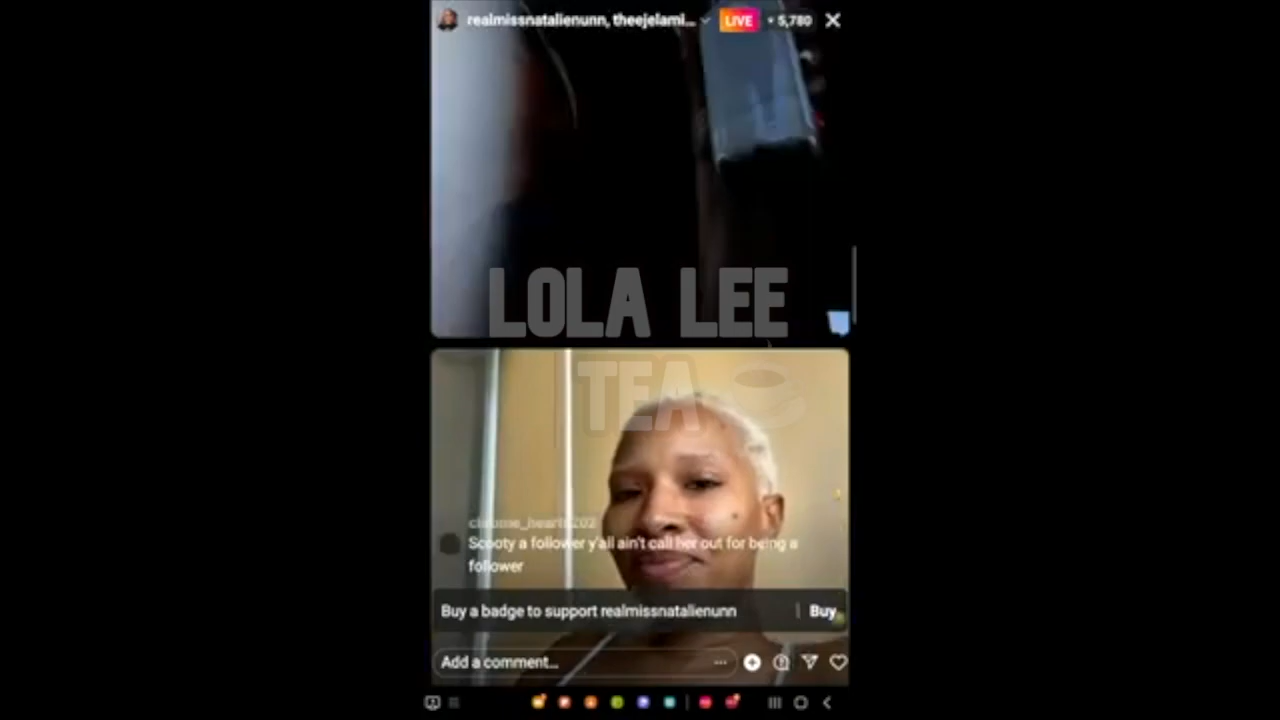 realmissnatalienunn, theejelami...
LIVE
5,780
LOLA LEE
TEA
Scooty a follower y'all ain't call her out for being a
follower
Buy a badge to support realmissnatalienunn
Buy
Add a comment...